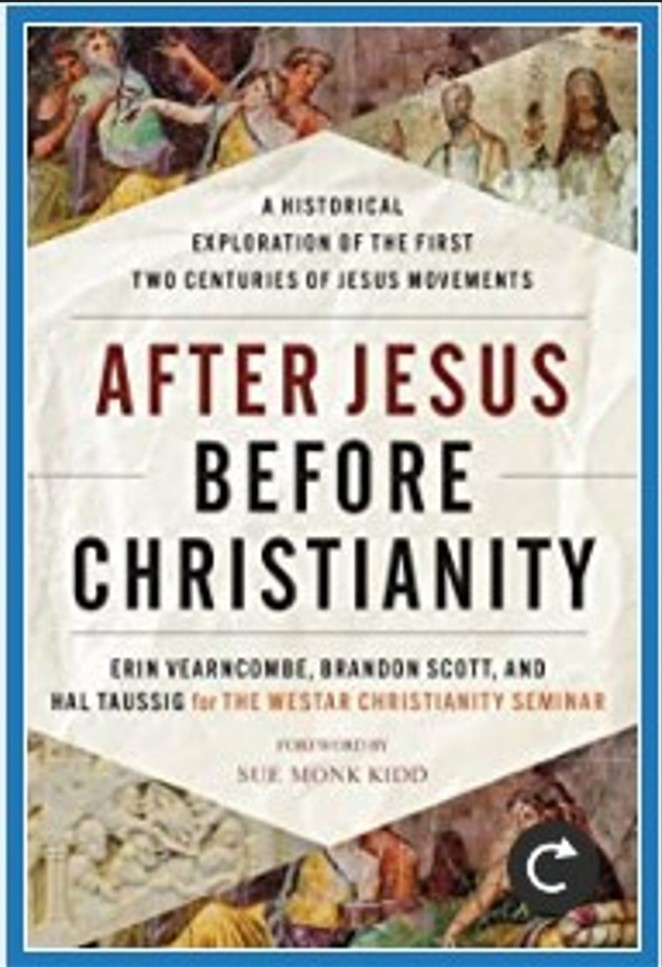 A HISTORICAL
EXPLORATION OF THE FIRST
TWO CENTURIES OF JESUS MOVEMENTS
AFTER JESUS
BEFORE
CHRISTIANITY
ERIN VEARNCOMBE, BRANDON SCOTT, AND
HAL TAUSSIG for THE WESTAR CHRISTIANITY SEMINAR
FOREWORD BY
SUE MONK KIDD